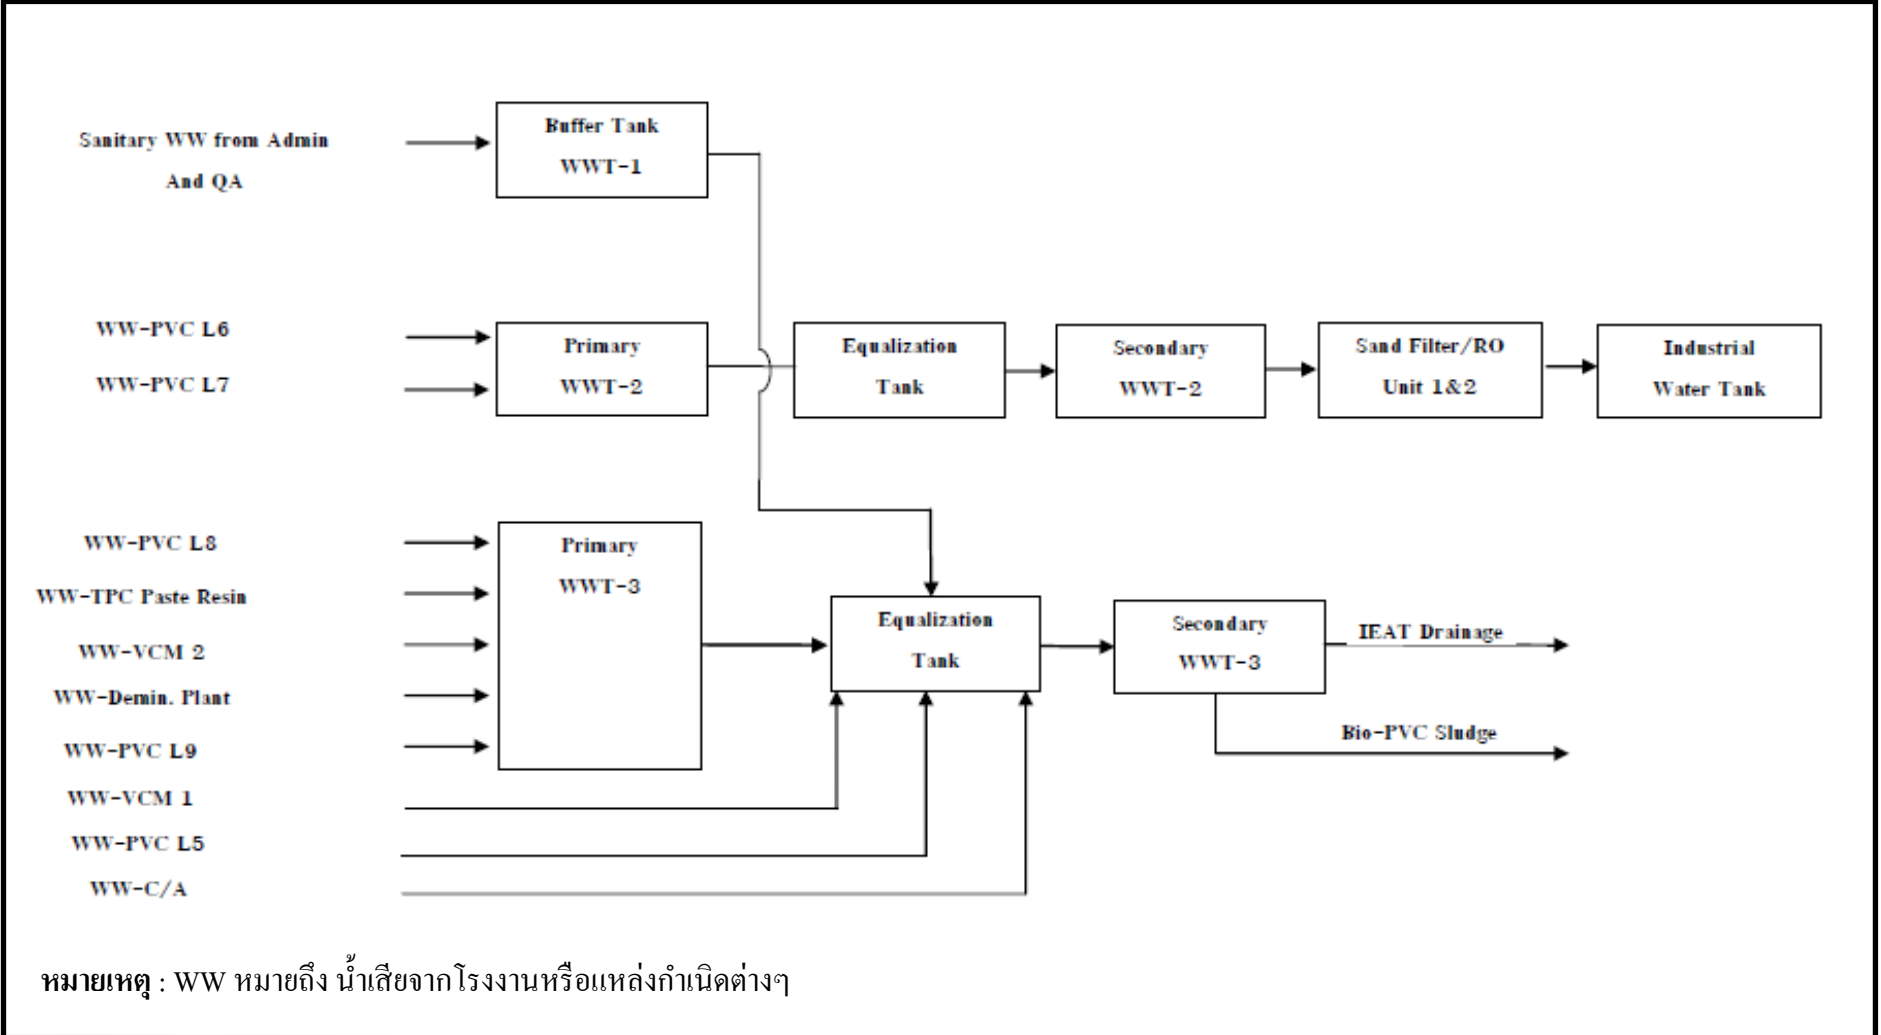 Sanitary WW from Admin
And QA
Buffer Tank
WWT-1
WW-PVC L6
WW-PVC L7
Primary
WWT-2
Equalization
Tank
Secondary
WWT-2
Sand Filter/RO
Unit 1&2
Industrial
Water Tank
WW-PVC L8
WW-TPC Paste Resin
WW-VCM 2
WW-Demin. Plant
WW-PVC L9
WW-VCM 1
WW-PVC L5
WW-C/A
Primary
WWT-3
Equalization
Tank
Secondary
WWT-3
IEAT Drainage
Bio-PVC Sludge
หมายเหตุ : WW หมายถึง น้ำเสียจากโรงงานหรือแหล่งกำเนิดต่างๆ